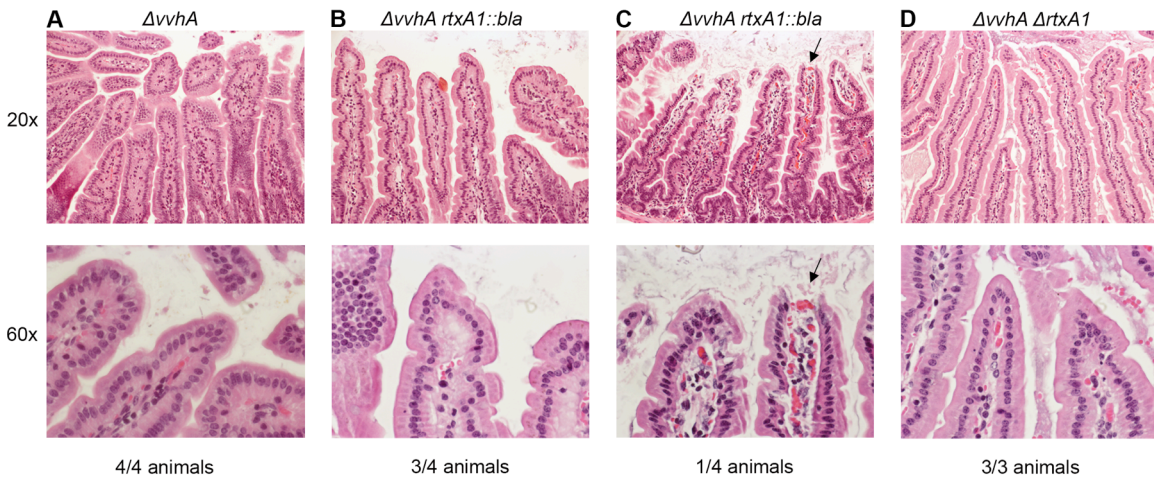 A ΔvvhA
B ΔvvhA rtxA1::bla
C ΔvvhA rtxA1::bla
D ΔvvhA ΔrtxA1
20x
60x
4/4 animals
3/4 animals
1/4 animals
3/3 animals